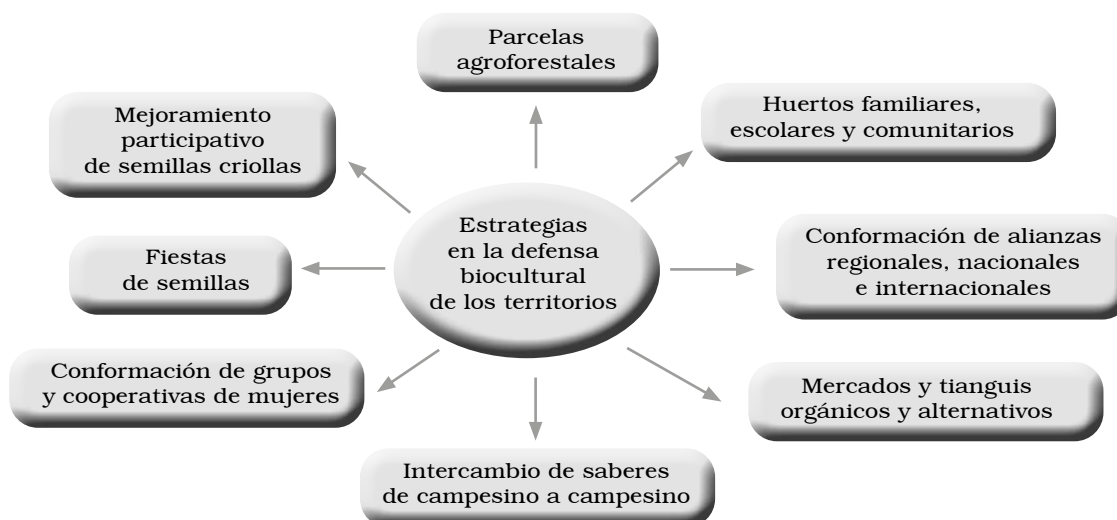 Parcelas
agroforestales
Mejoramiento
participativo
de semillas criollas
Huertos familiares,
escolares y comunitarios
Estrategias
en la defensa
biocultural
de los territorios
Fiestas
de semillas
Conformación de alianzas
regionales, nacionales
e internacionales
Conformación de grupos
y cooperativas de mujeres
Mercados y tianguis
orgánicos y alternativos
Intercambio de saberes
de campesino a campesino